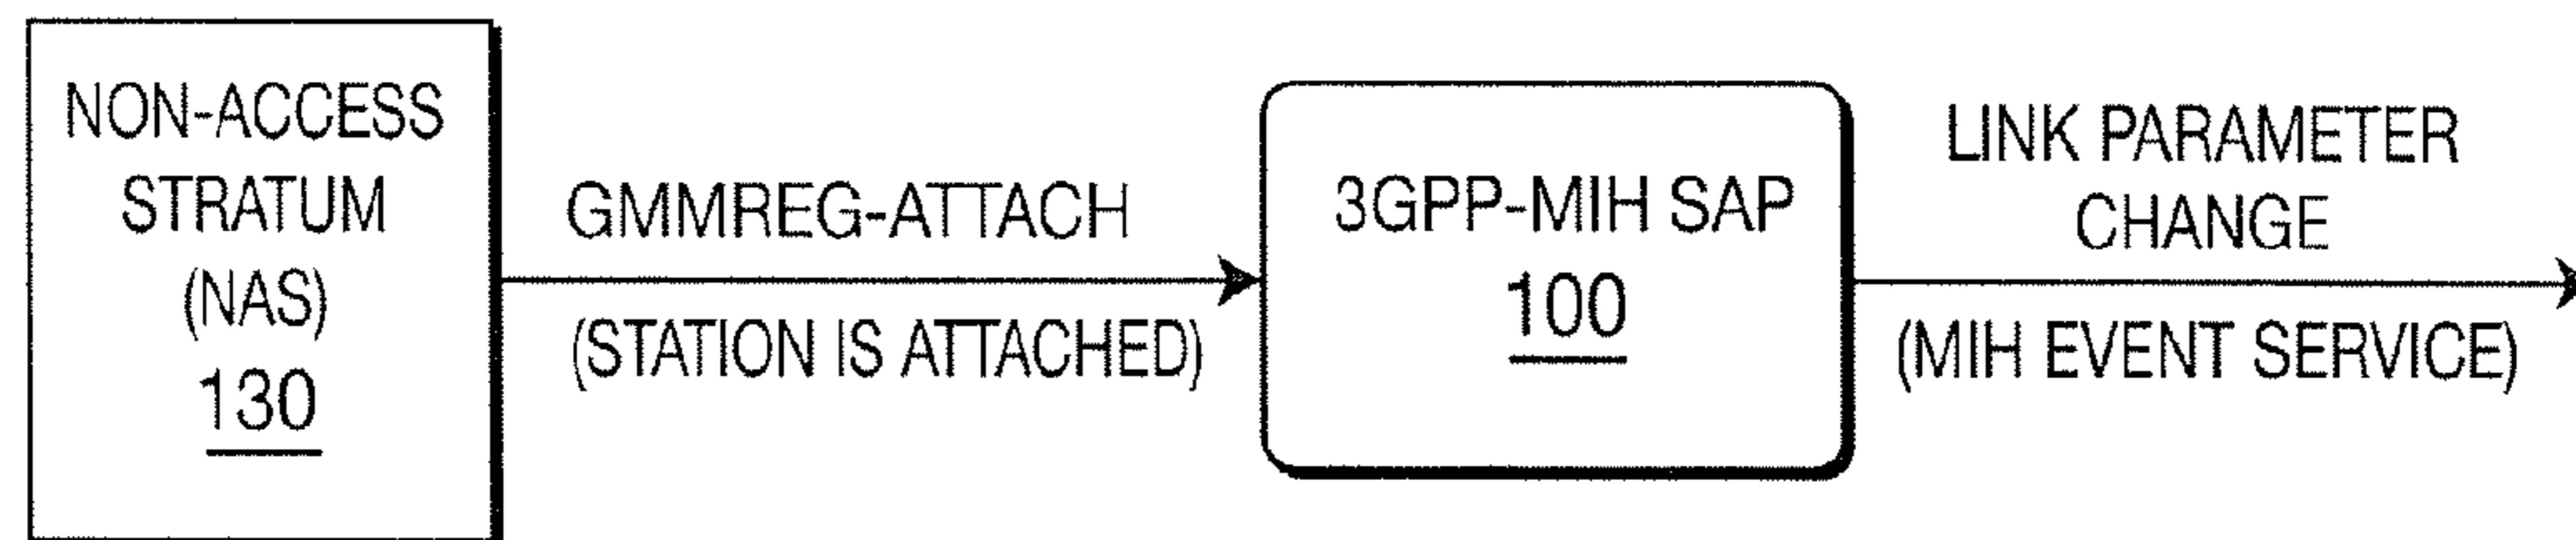 NON-ACCESS
STRATUM
(NAS)
130
GMMREG-ATTACH
(STATION IS ATTACHED)
3GPP-MIH SAP
100
LINK PARAMETER
CHANGE
(MIH EVENT SERVICE)